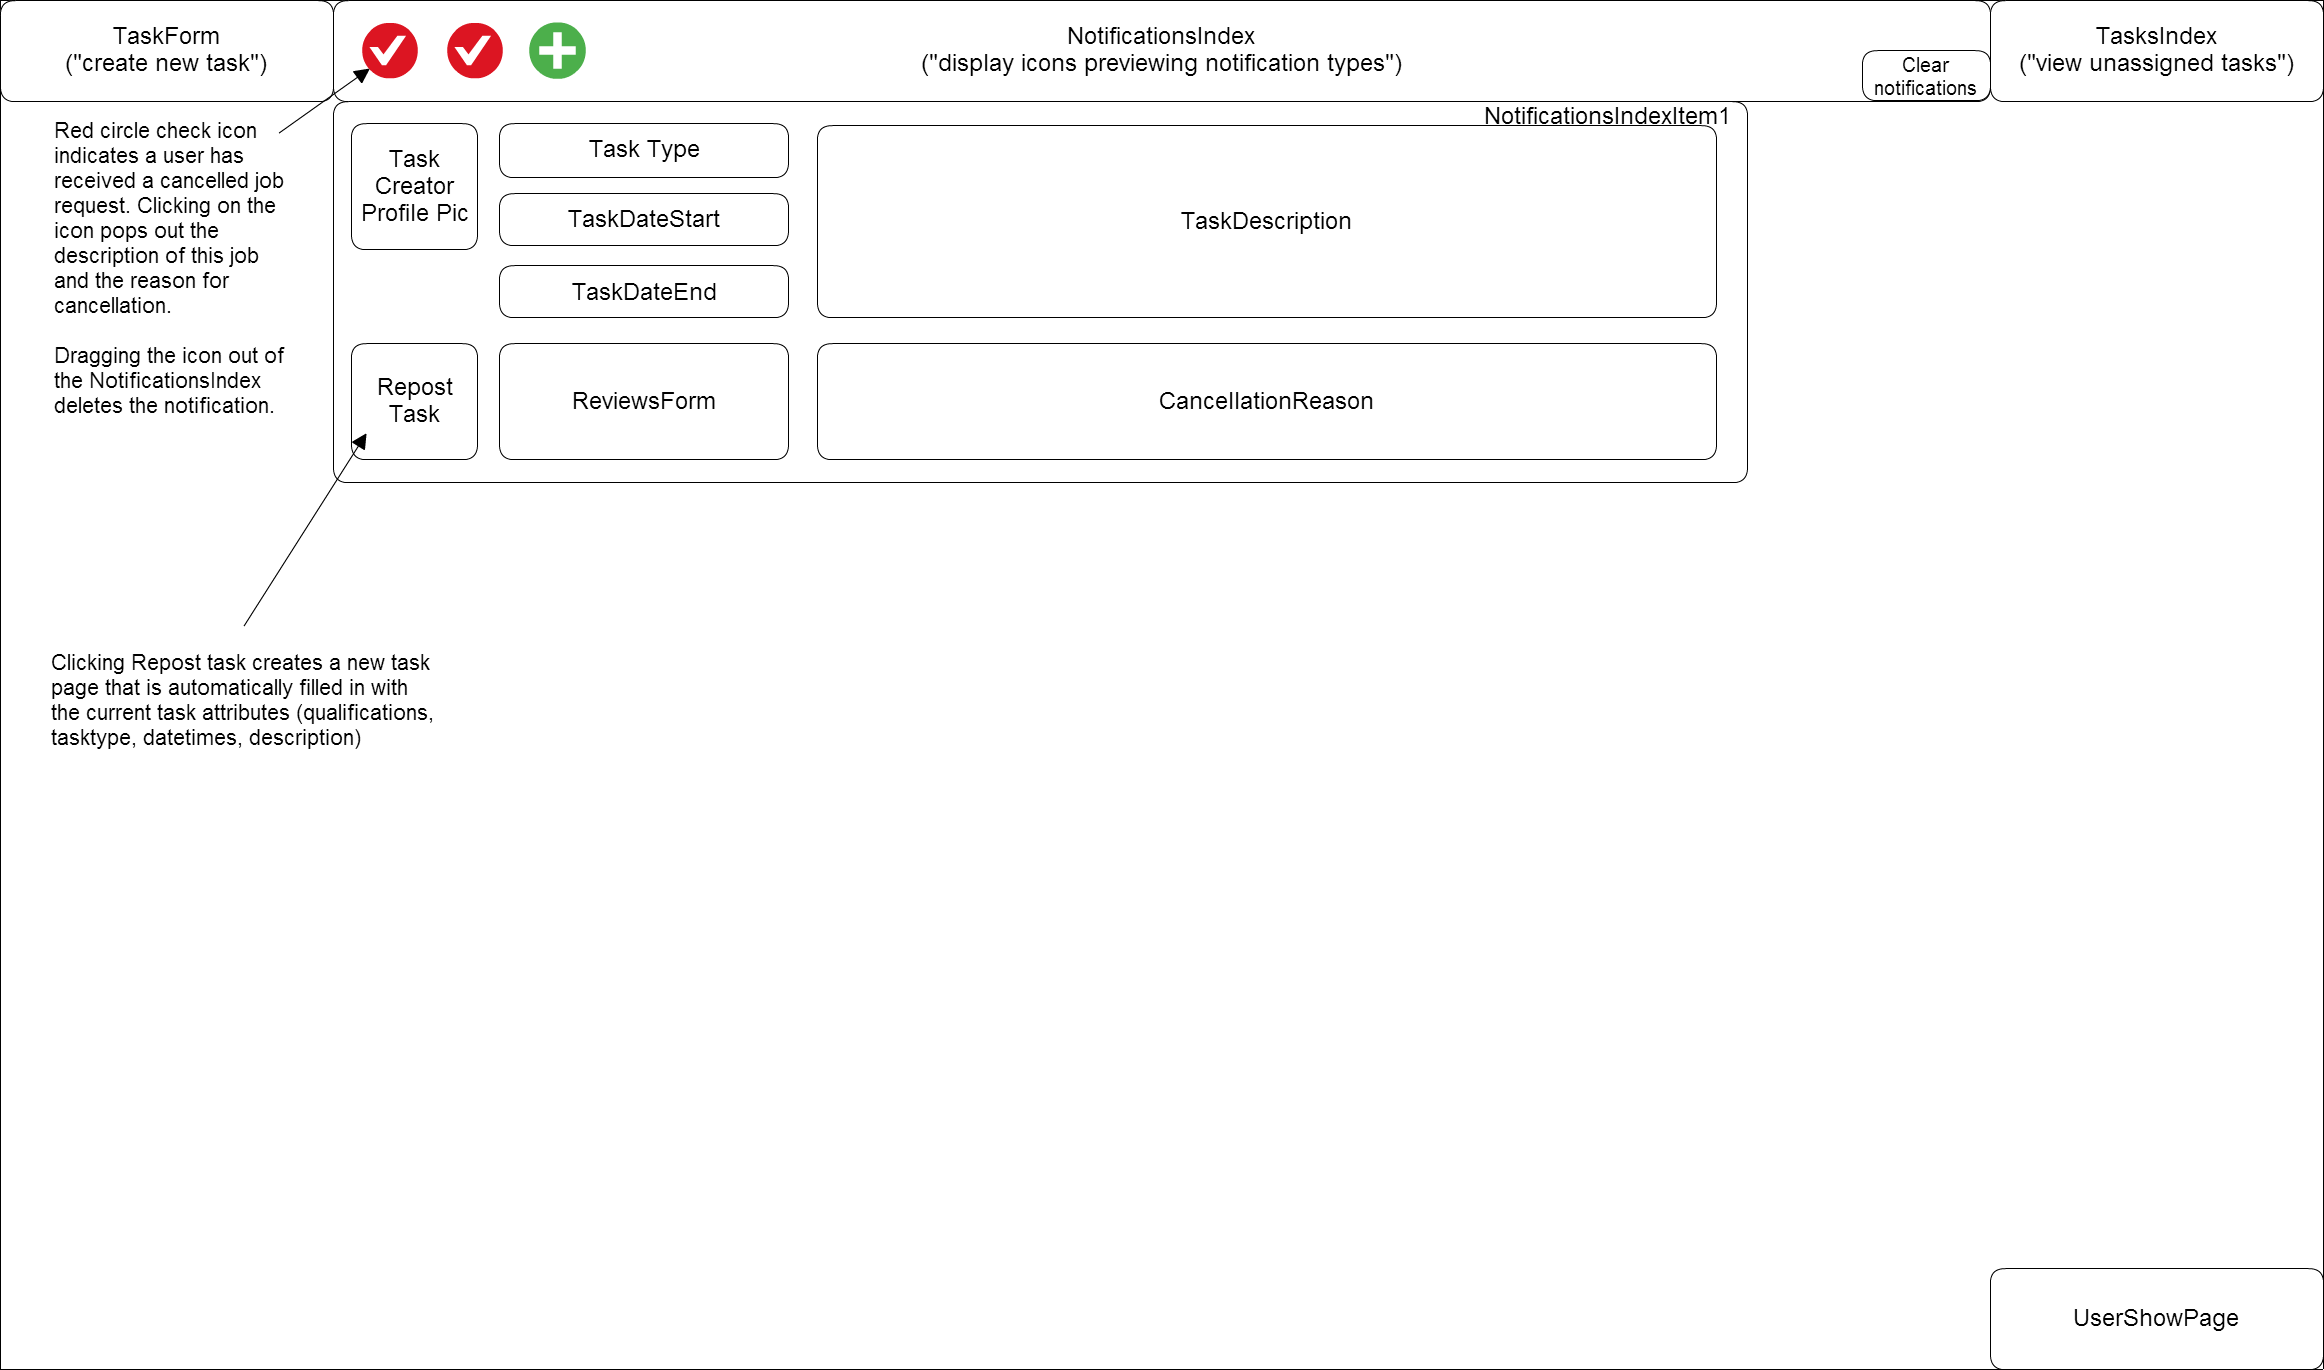 TaskForm
("create new task")
NotificationsIndex
("display icons previewing notification types")
Clear
notifications
TasksIndex
("view unassigned tasks")
Red circle check icon
indicates a user has
received a cancelled job
request. Clicking on the
icon pops out the
description of this job
and the reason for
cancellation.
Dragging the icon out of
the NotificationsIndex
deletes the notification.
NotificationsIndexItem1
Task
Creator
Profile Pic
Task Type
TaskDateStart
TaskDateEnd
TaskDescription
Repost
Task
ReviewsForm
CancellationReason
Clicking Repost task creates a new task
page that is automatically filled in with
the current task attributes (qualifications,
tasktype, datetimes, description)
UserShowPage